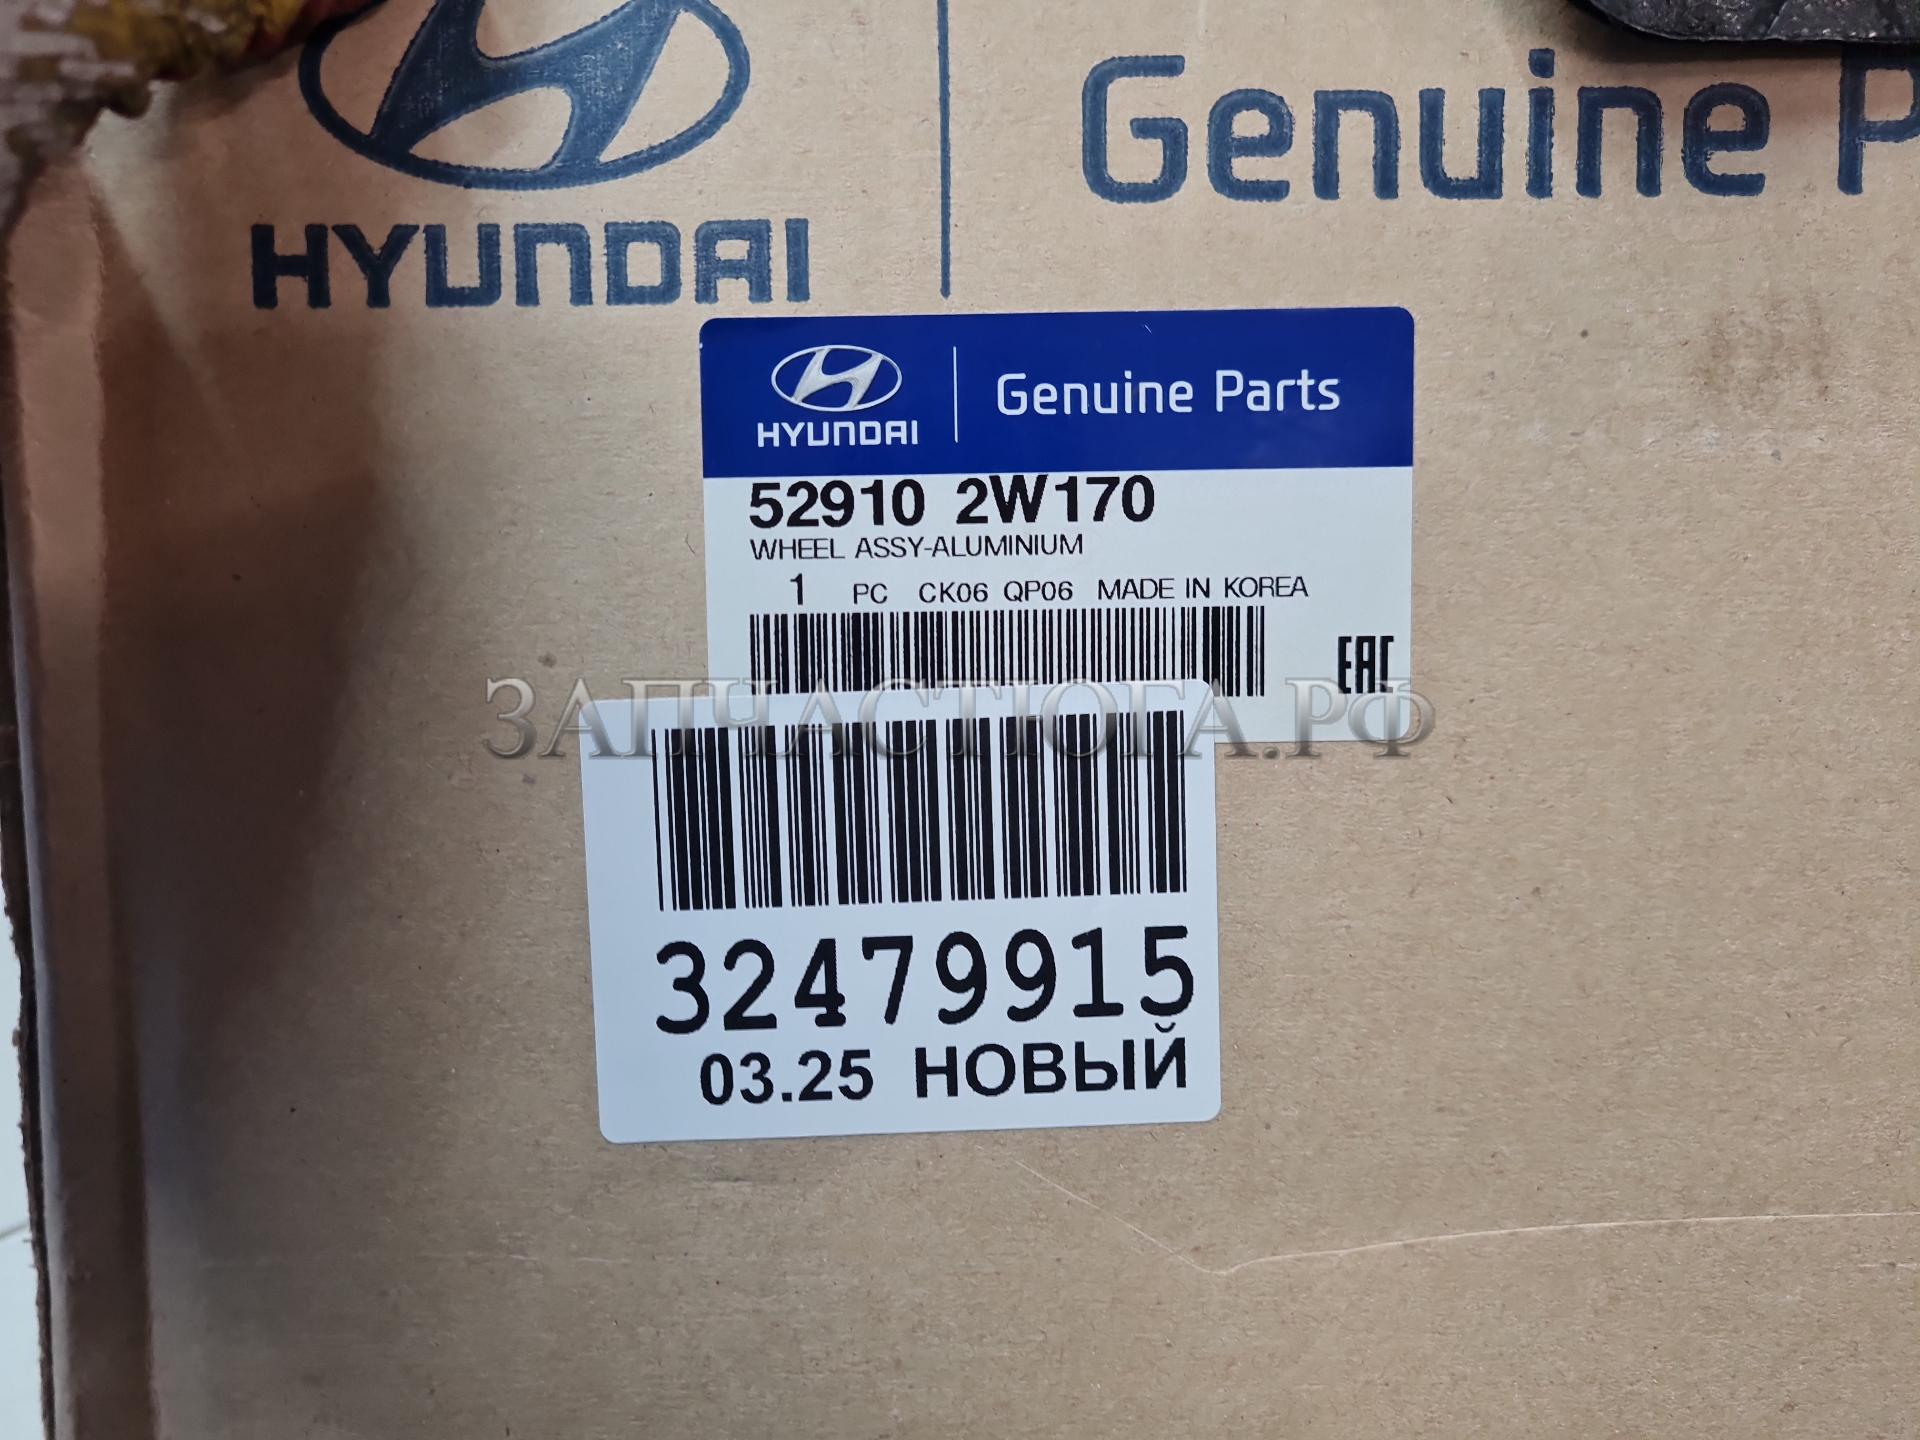 HYUNDAI
Genuine P
HYUNDAI
Genuine Parts
52910 2W170
WHEEL ASSY-ALUMINIUM
1 PC CK06 QP06 MADE IN KOREA
EAC
ЗАПЧАСТЮГА.РФ
32479915
03.25 НОВЫЙ